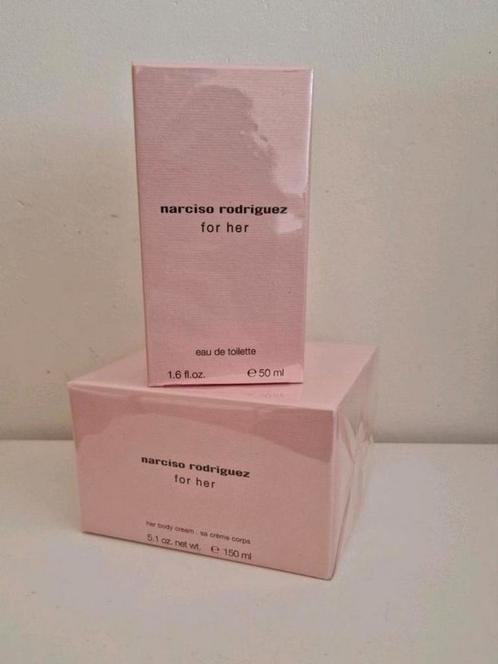 narciso rodriguez
for her
eau de toilette
1.6 fl.oz. ℮ 50 ml
narciso rodriguez
for her
her body cream . sa crème corps
5.1 oz. net wt. ℮ 150 ml